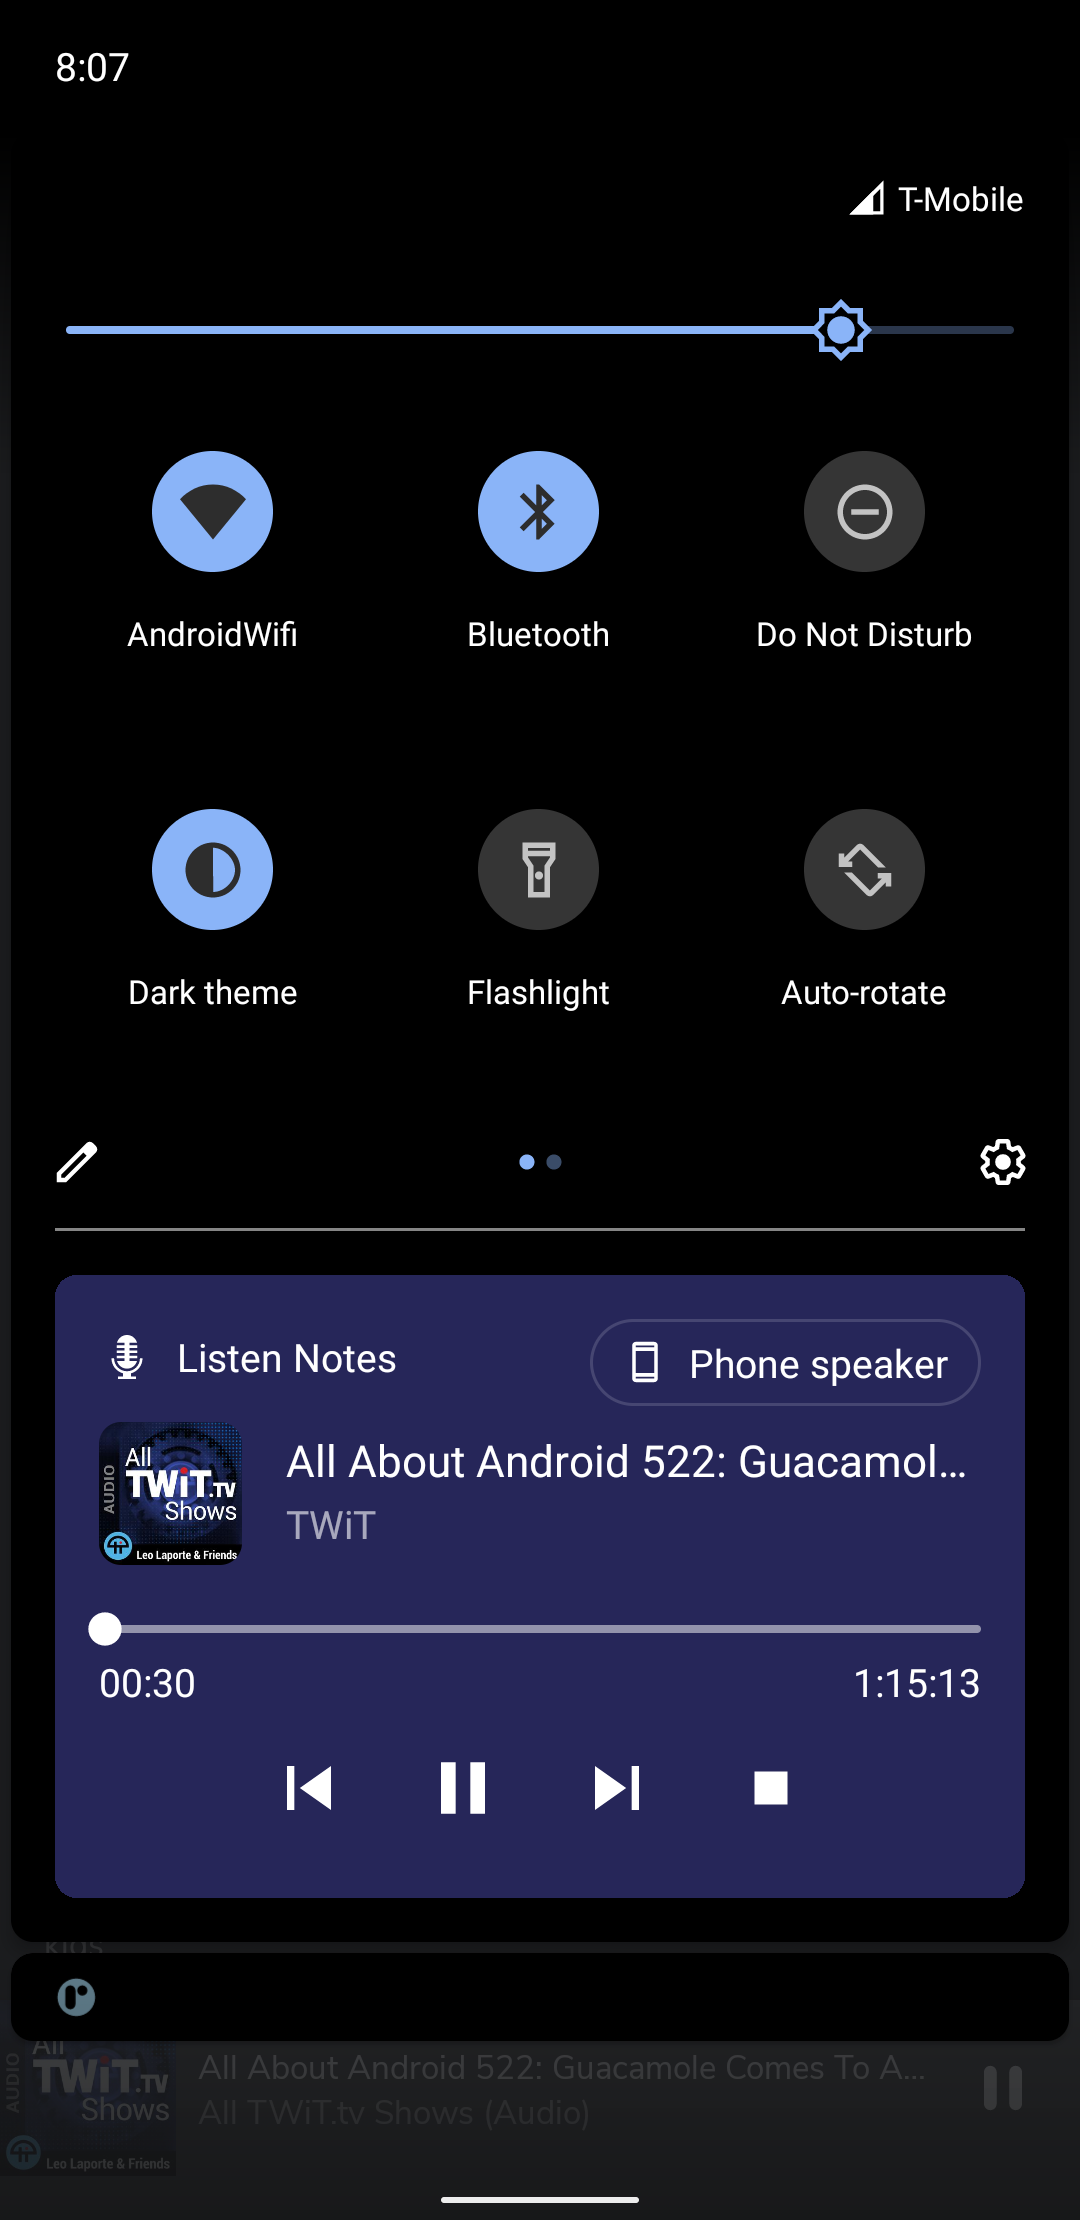 8:07
T-Mobile
AndroidWifi
Bluetooth
Do Not Disturb
Dark theme
Flashlight
Auto-rotate
Listen Notes
Phone speaker
AUDIO
All
TWiT.TV
Shows
Leo Laporte & Friends
All About Android 522: Guacamol...
TWiT
00:30
1:15:13
KIDS
AUDIO
All
TWiT.TV
Shows
Leo Laporte & Friends
All About Android 522: Guacamole Comes To A...
All TWiT.tv Shows (Audio)